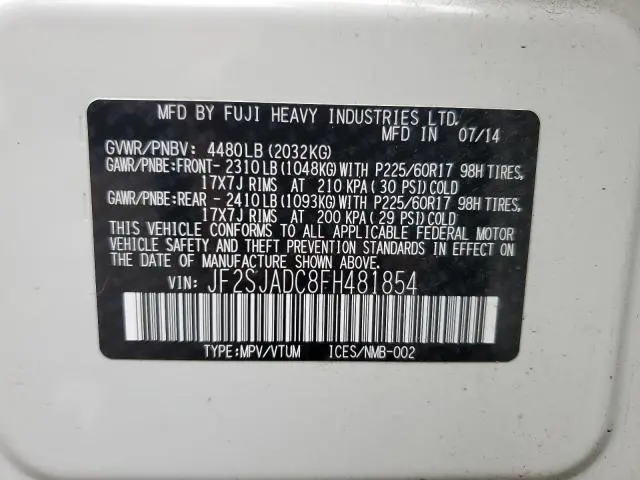 MFD BY FUJI HEAVY INDUSTRIES LTD.
MFD IN 07/14
GVWR/PNBV: 4480LB (2032KG)
GAWR/PNBE:FRONT- 2310LB (1048KG)WITH P225/60R17 98H TIRES,
17X7J RIMS AT 210 KPA ( 30 PSI) COLD
GAWR/PNBE:REAR - 2410LB (1093KG)WITH P225/60R17 98H TIRES,
17X7J RIMS AT 200 KPA ( 29 PSI) COLD
THIS VEHICLE CONFORMS TO ALL APPLICABLE FEDERAL MOTOR
VEHICLE SAFETY AND THEFT PREVENTION STANDARDS IN EFFECT ON
THE DATE OF MANUFACTURE SHOWN ABOVE.
VIN: JF2SJADC8FH481854
TYPE:MPV/VTUM ICES/NMB-002